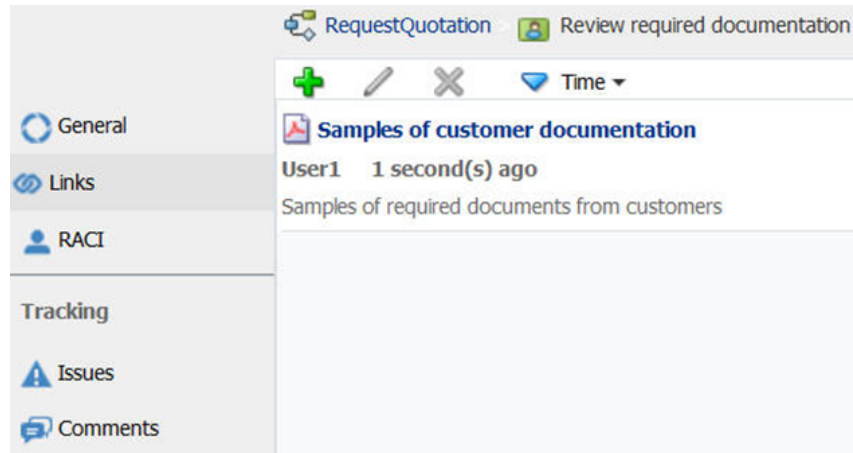 RequestQuotation Review required documentation
Time
General
Links
RACI
Tracking
Issues
Comments
Samples of customer documentation
User1 1 second(s) ago
Samples of required documents from customers